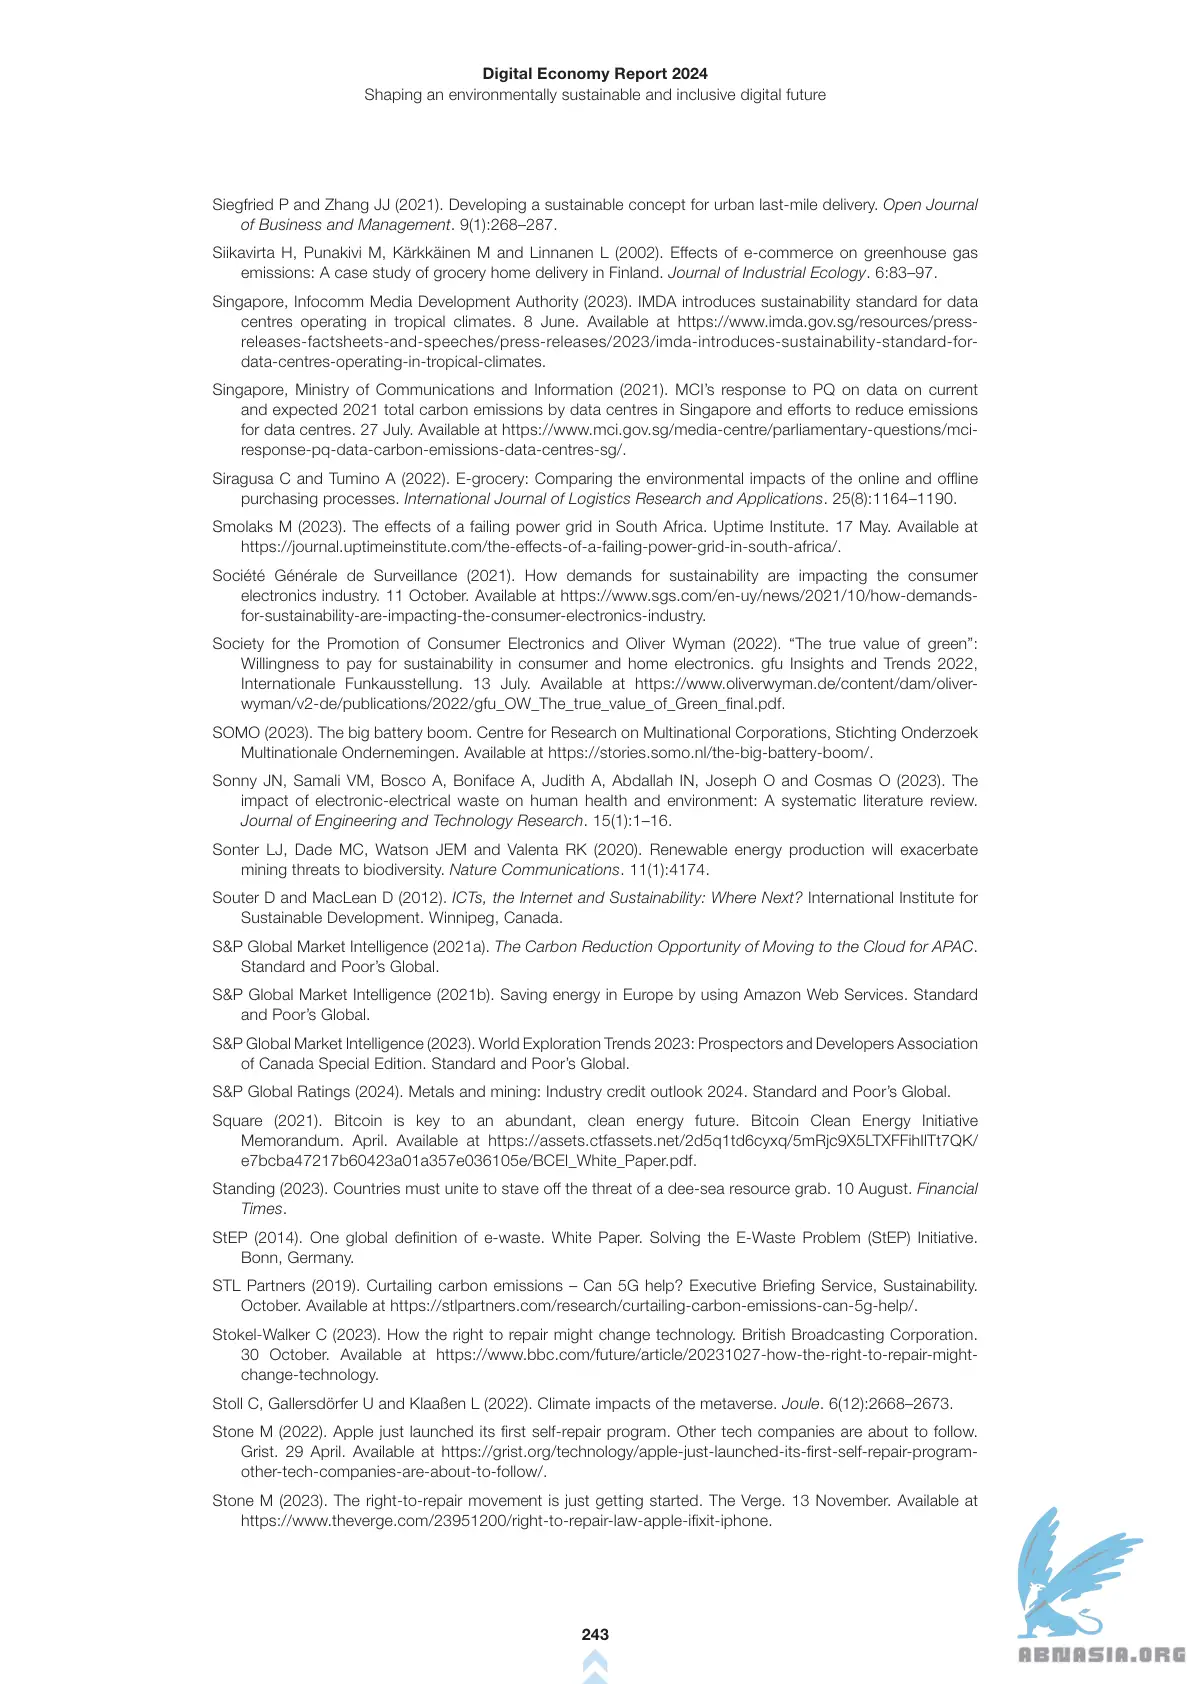 Digital Economy Report 2024
Shaping an environmentally sustainable and inclusive digital future
Siegfried P and Zhang JJ (2021). Developing a sustainable concept for urban last-mile delivery. Open Journal
of Business and Management. 9(1):268–287.
Siikavirta H, Punakivi M, Kärkkäinen M and Linnanen L (2002). Effects of e-commerce on greenhouse gas
emissions: A case study of grocery home delivery in Finland. Journal of Industrial Ecology. 6:83–97.
Singapore, Infocomm Media Development Authority (2023). IMDA introduces sustainability standard for data
centres operating in tropical climates. 8 June. Available at https://www.imda.gov.sg/resources/press-
releases-factsheets-and-speeches/press-releases/2023/imda-introduces-sustainability-standard-for-
data-centres-operating-in-tropical-climates.
Singapore, Ministry of Communications and Information (2021). MCI's response to PQ on data on current
and expected 2021 total carbon emissions by data centres in Singapore and efforts to reduce emissions
for data centres. 27 July. Available at https://www.mci.gov.sg/media-centre/parliamentary-questions/mci-
response-pq-data-carbon-emissions-data-centres-sg/.
Siragusa C and Tumino A (2022). E-grocery: Comparing the environmental impacts of the online and offline
purchasing processes. International Journal of Logistics Research and Applications. 25(8):1164–1190.
Smolaks M (2023). The effects of a failing power grid in South Africa. Uptime Institute. 17 May. Available at
https://journal.uptimeinstitute.com/the-effects-of-a-failing-power-grid-in-south-africa/.
Société Générale de Surveillance (2021). How demands for sustainability are impacting the consumer
electronics industry. 11 October. Available at https://www.sgs.com/en-uy/news/2021/10/how-demands-
for-sustainability-are-impacting-the-consumer-electronics-industry.
Society for the Promotion of Consumer Electronics and Oliver Wyman (2022). “The true value of green”:
Willingness to pay for sustainability in consumer and home electronics. gfu Insights and Trends 2022,
Internationale Funkausstellung. 13 July. Available at https://www.oliverwyman.de/content/dam/oliver-
wyman/v2-de/publications/2022/gfu_OW_The_true_value_of_Green_final.pdf.
SOMO (2023). The big battery boom. Centre for Research on Multinational Corporations, Stichting Onderzoek
Multinationale Ondernemingen. Available at https://stories.somo.nl/the-big-battery-boom/.
Sonny JN, Samali VM, Bosco A, Boniface A, Judith A, Abdallah IN, Joseph O and Cosmas O (2023). The
impact of electronic-electrical waste on human health and environment: A systematic literature review.
Journal of Engineering and Technology Research. 15(1):1–16.
Sonter LJ, Dade MC, Watson JEM and Valenta RK (2020). Renewable energy production will exacerbate
mining threats to biodiversity. Nature Communications. 11(1):4174.
Souter D and MacLean D (2012). ICTs, the Internet and Sustainability: Where Next? International Institute for
Sustainable Development. Winnipeg, Canada.
S&P Global Market Intelligence (2021a). The Carbon Reduction Opportunity of Moving to the Cloud for APAC.
Standard and Poor's Global.
S&P Global Market Intelligence (2021b). Saving energy in Europe by using Amazon Web Services. Standard
and Poor's Global.
S&P Global Market Intelligence (2023). World Exploration Trends 2023: Prospectors and Developers Association
of Canada Special Edition. Standard and Poor's Global.
S&P Global Ratings (2024). Metals and mining: Industry credit outlook 2024. Standard and Poor's Global.
Square (2021). Bitcoin is key to an abundant, clean energy future. Bitcoin Clean Energy Initiative
Memorandum. April. Available at https://assets.ctfassets.net/2d5q1td6cyxq/5mRjc9X5LTXFFihIlTt7QK/
e7bcba47217b60423a01a357e036105e/BCEI_White_Paper.pdf.
Standing (2023). Countries must unite to stave off the threat of a dee-sea resource grab. 10 August. Financial
Times.
StEP (2014). One global definition of e-waste. White Paper. Solving the E-Waste Problem (StEP) Initiative.
Bonn, Germany.
STL Partners (2019). Curtailing carbon emissions – Can 5G help? Executive Briefing Service, Sustainability.
October. Available at https://stlpartners.com/research/curtailing-carbon-emissions-can-5g-help/.
Stokel-Walker C (2023). How the right to repair might change technology. British Broadcasting Corporation.
30 October. Available at https://www.bbc.com/future/article/20231027-how-the-right-to-repair-might-
change-technology.
Stoll C, Gallersdörfer U and Klaaßen L (2022). Climate impacts of the metaverse. Joule. 6(12):2668–2673.
Stone M (2022). Apple just launched its first self-repair program. Other tech companies are about to follow.
Grist. 29 April. Available at https://grist.org/technology/apple-just-launched-its-first-self-repair-program-
other-tech-companies-are-about-to-follow/.
Stone M (2023). The right-to-repair movement is just getting started. The Verge. 13 November. Available at
https://www.theverge.com/23951200/right-to-repair-law-apple-ifixit-iphone.
243
ABNASIA.ORG